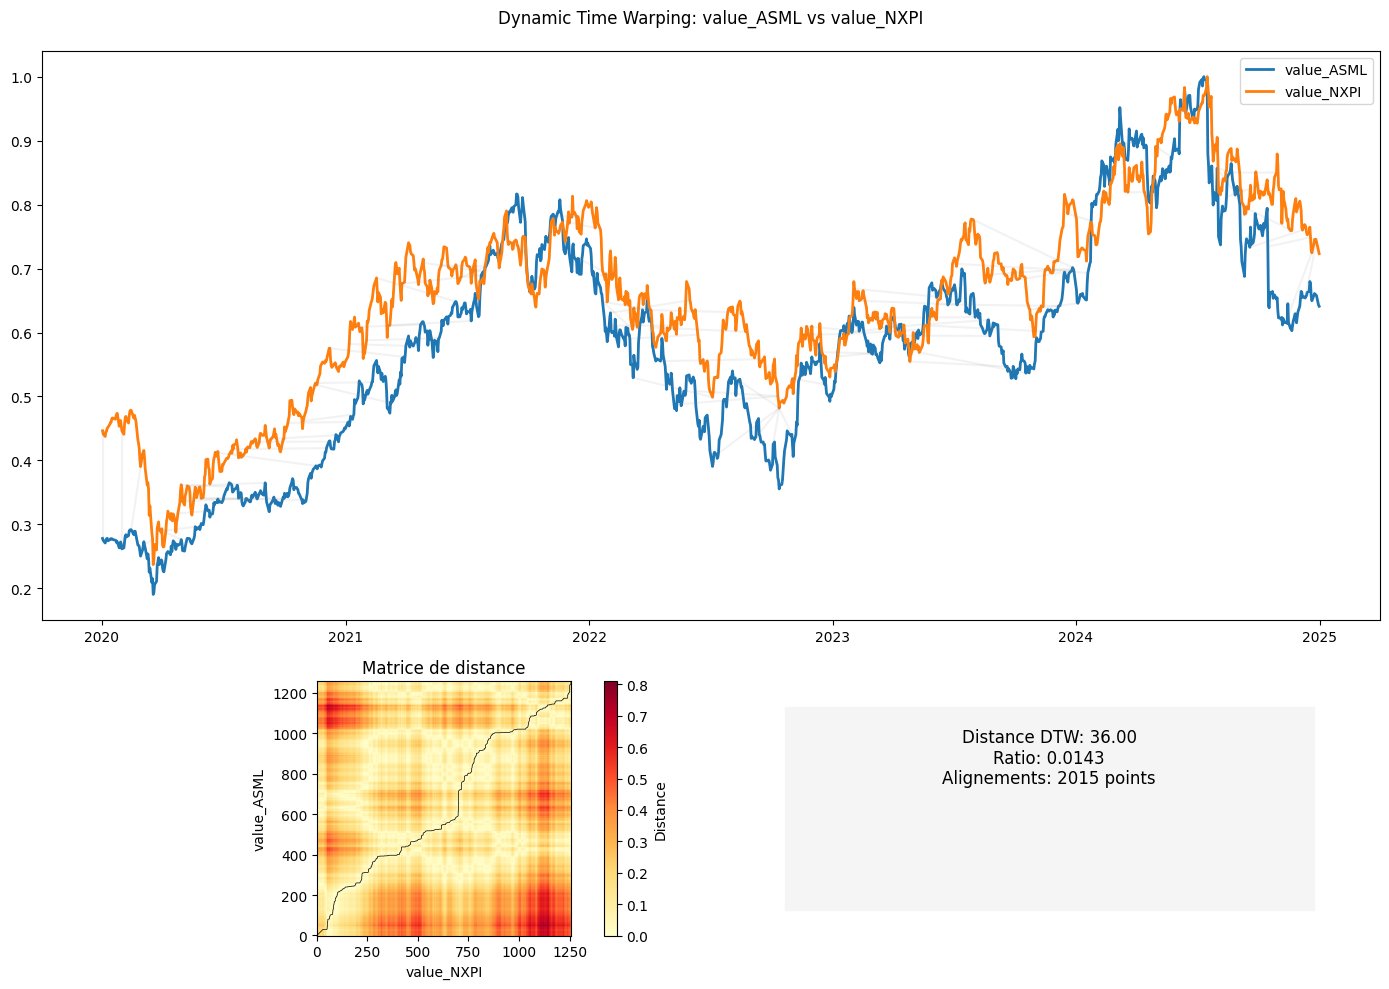 Dynamic Time Warping: value_ASML vs value_NXPI
value_ASML
value_NXPI
1.0
0.9
0.8
0.7
0.6
0.5
0.4
0.3
0.2
2020 2021 2022 2023 2024 2025
Matrice de distance
value_ASML
1200
1000
800
600
400
200
0
0 250 500 750 1000 1250
value_NXPI
0.8
0.7
0.6
0.5
0.4
0.3
0.2
0.1
0.0
Distance
Distance DTW: 36.00
Ratio: 0.0143
Alignements: 2015 points